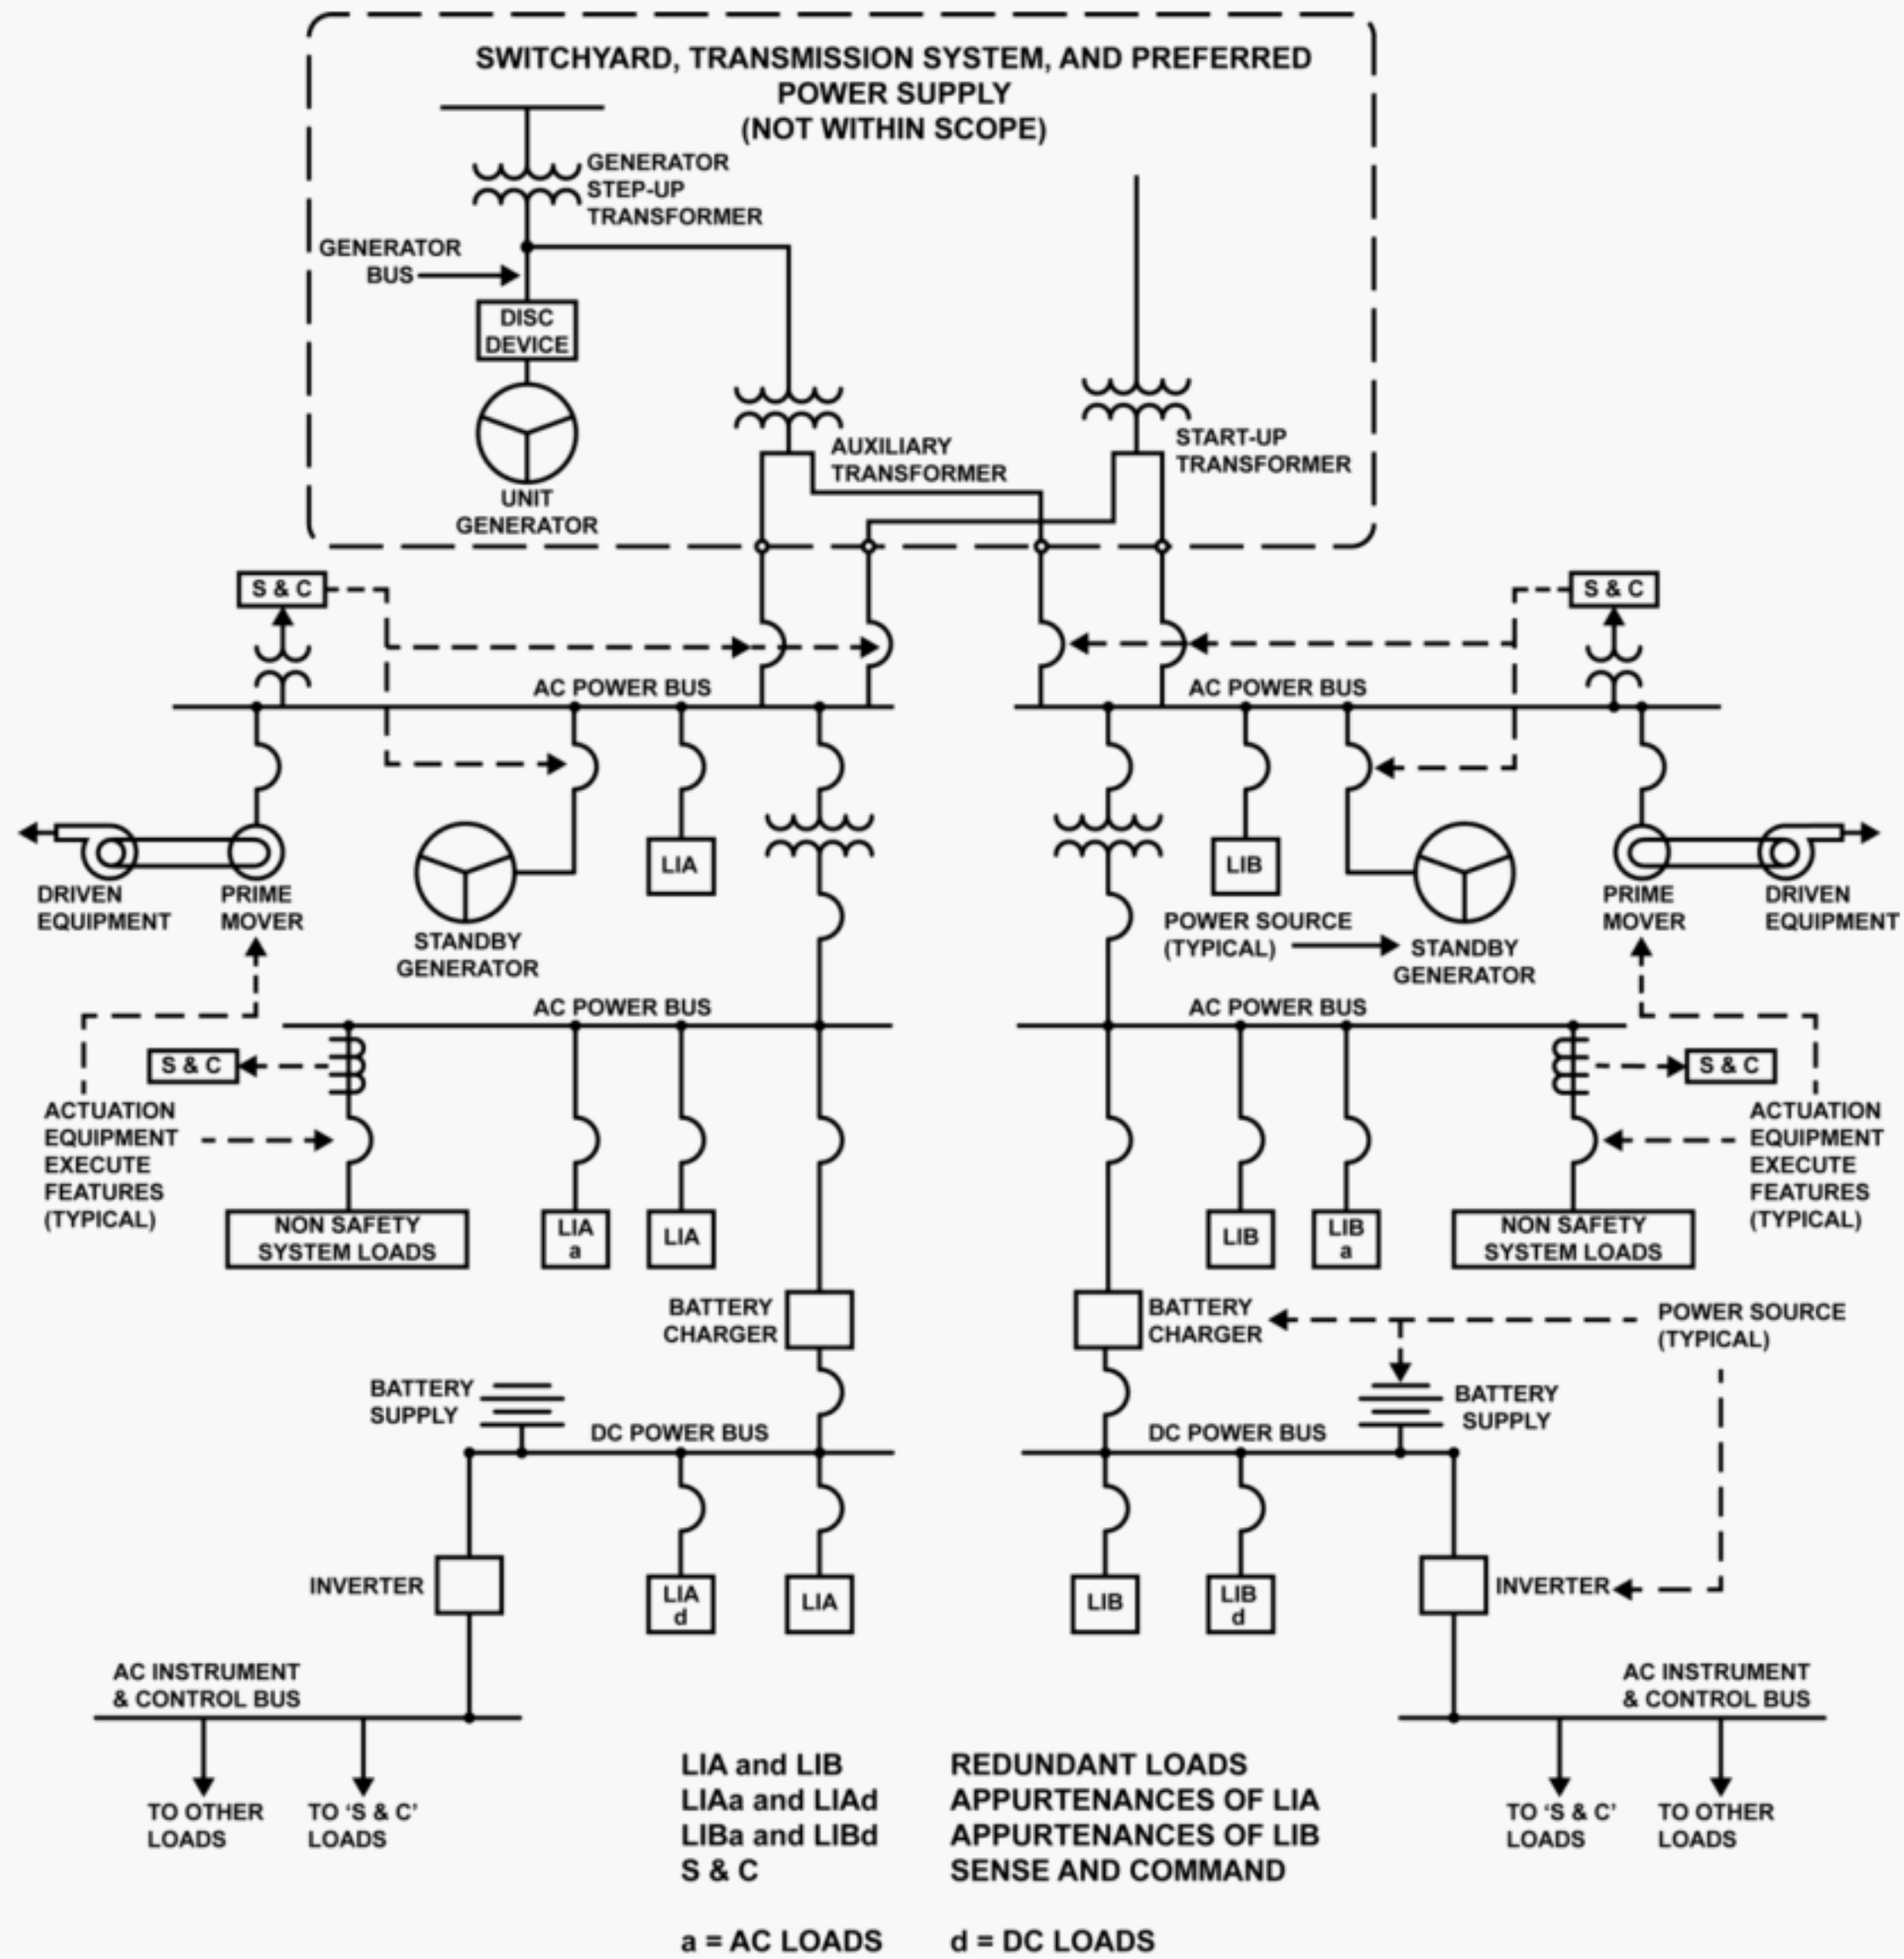 SWITCHYARD, TRANSMISSION SYSTEM, AND PREFERRED
POWER SUPPLY
(NOT WITHIN SCOPE)
GENERATOR
STEP-UP
TRANSFORMER
GENERATOR
BUS
DISC
DEVICE
UNIT
GENERATOR
AUXILIARY
TRANSFORMER
START-UP
TRANSFORMER
S & C
S & C
AC POWER BUS
AC POWER BUS
DRIVEN
EQUIPMENT
PRIME
MOVER
STANDBY
GENERATOR
LIA
LIB
POWER SOURCE
(TYPICAL)
STANDBY
GENERATOR
PRIME
MOVER
DRIVEN
EQUIPMENT
AC POWER BUS
AC POWER BUS
S & C
S & C
ACTUATION
EQUIPMENT
EXECUTE
FEATURES
(TYPICAL)
NON SAFETY
SYSTEM LOADS
LIA
a
LIA
LIB
LIB
a
NON SAFETY
SYSTEM LOADS
ACTUATION
EQUIPMENT
EXECUTE
FEATURES
(TYPICAL)
BATTERY
CHARGER
BATTERY
CHARGER
POWER SOURCE
(TYPICAL)
BATTERY
SUPPLY
DC POWER BUS
DC POWER BUS
BATTERY
SUPPLY
INVERTER
LIA
d
LIA
LIB
LIB
d
INVERTER
AC INSTRUMENT
& CONTROL BUS
AC INSTRUMENT
& CONTROL BUS
TO OTHER
LOADS
TO ‘S & C’
LOADS
TO ‘S & C’
LOADS
TO OTHER
LOADS
LIA and LIB REDUNDANT LOADS
LIAa and LIAd APPURTENANCES OF LIA
LIBa and LIBd APPURTENANCES OF LIB
S & C SENSE AND COMMAND
a = AC LOADS d = DC LOADS